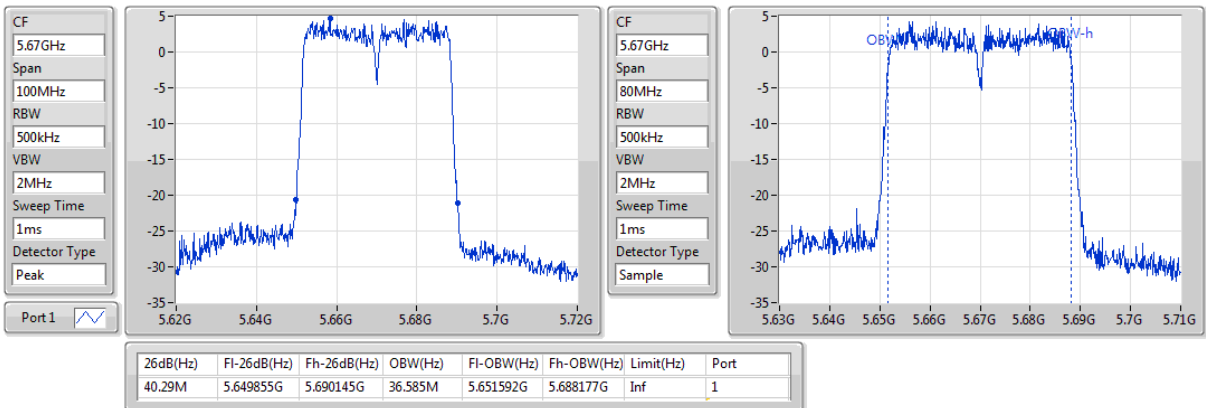 CF
5.67GHz
Span
100MHz
RBW
500kHz
VBW
2MHz
Sweep Time
1ms
Detector Type
Peak
Port 1
5
0
-5
-10
-15
-20
-25
-30
-35
5.62G 5.64G 5.66G 5.68G 5.7G 5.72G
CF
5.67GHz
Span
80MHz
RBW
500kHz
VBW
2MHz
Sweep Time
1ms
Detector Type
Sample
5
0
-5
-10
-15
-20
-25
-30
-35
OBW-h
5.63G 5.64G 5.65G 5.66G 5.67G 5.68G 5.69G 5.7G 5.71G
26dB(Hz) Fl-26dB(Hz) Fh-26dB(Hz) OBW(Hz) Fl-OBW(Hz) Fh-OBW(Hz) Limit(Hz) Port
40.29M 5.649855G 5.690145G 36.585M 5.651592G 5.688177G Inf 1